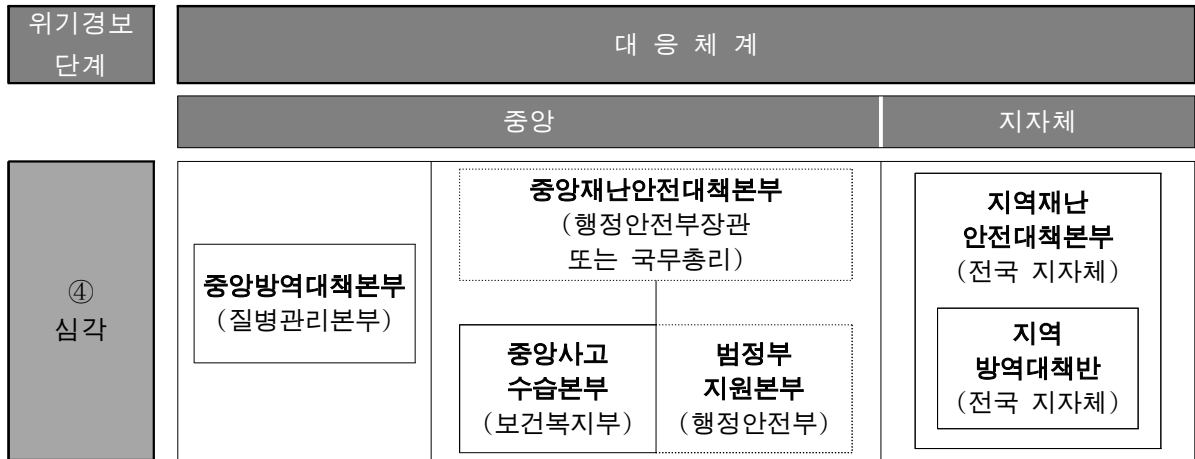 위기경보
단계
대 응 체 계
중앙
지자체
④
심각
중앙방역대책본부
(질병관리본부)
중앙재난안전대책본부
(행정안전부장관
또는 국무총리)
중앙사고
수습본부
(보건복지부)
범정부
지원본부
(행정안전부)
지역재난
안전대책본부
(전국 지자체)
지역
방역대책반
(전국 지자체)